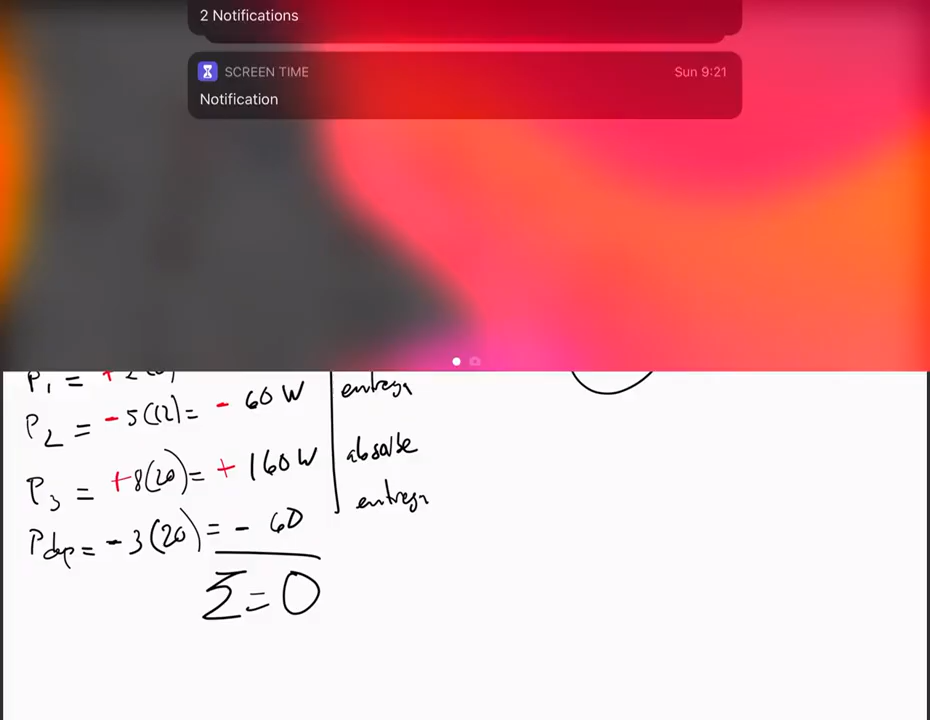 2 Notifications
SCREEN TIME Sun 9:21
Notification
P₁ =
P₂ = - 5(12) = - 60 W entrega
P₃ = +8(20) = + 160 W absorbe
Pdep = - 3(20) = - 60 entrega
Σ = 0